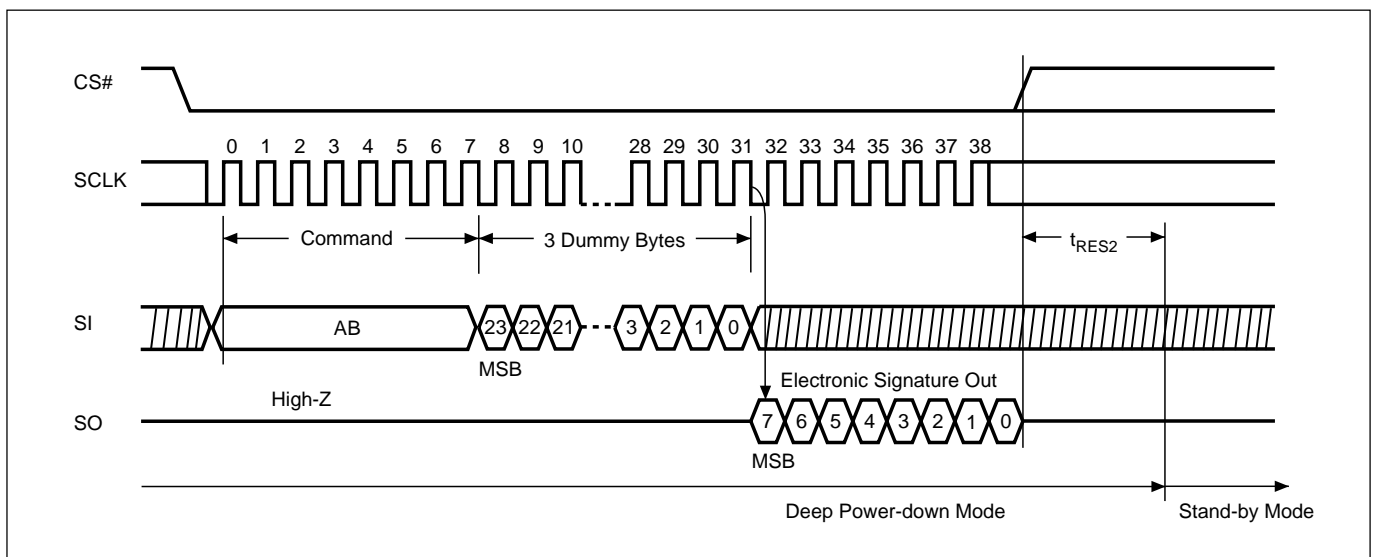 CS#
0 1 2 3 4 5 6 7 8 9 10 28 29 30 31 32 33 34 35 36 37 38
SCLK
Command 3 Dummy Bytes tRES2
SI AB 23 22 21 3 2 1 0
MSB
Electronic Signature Out
High-Z
SO 7 6 5 4 3 2 1 0
MSB
Deep Power-down Mode Stand-by Mode